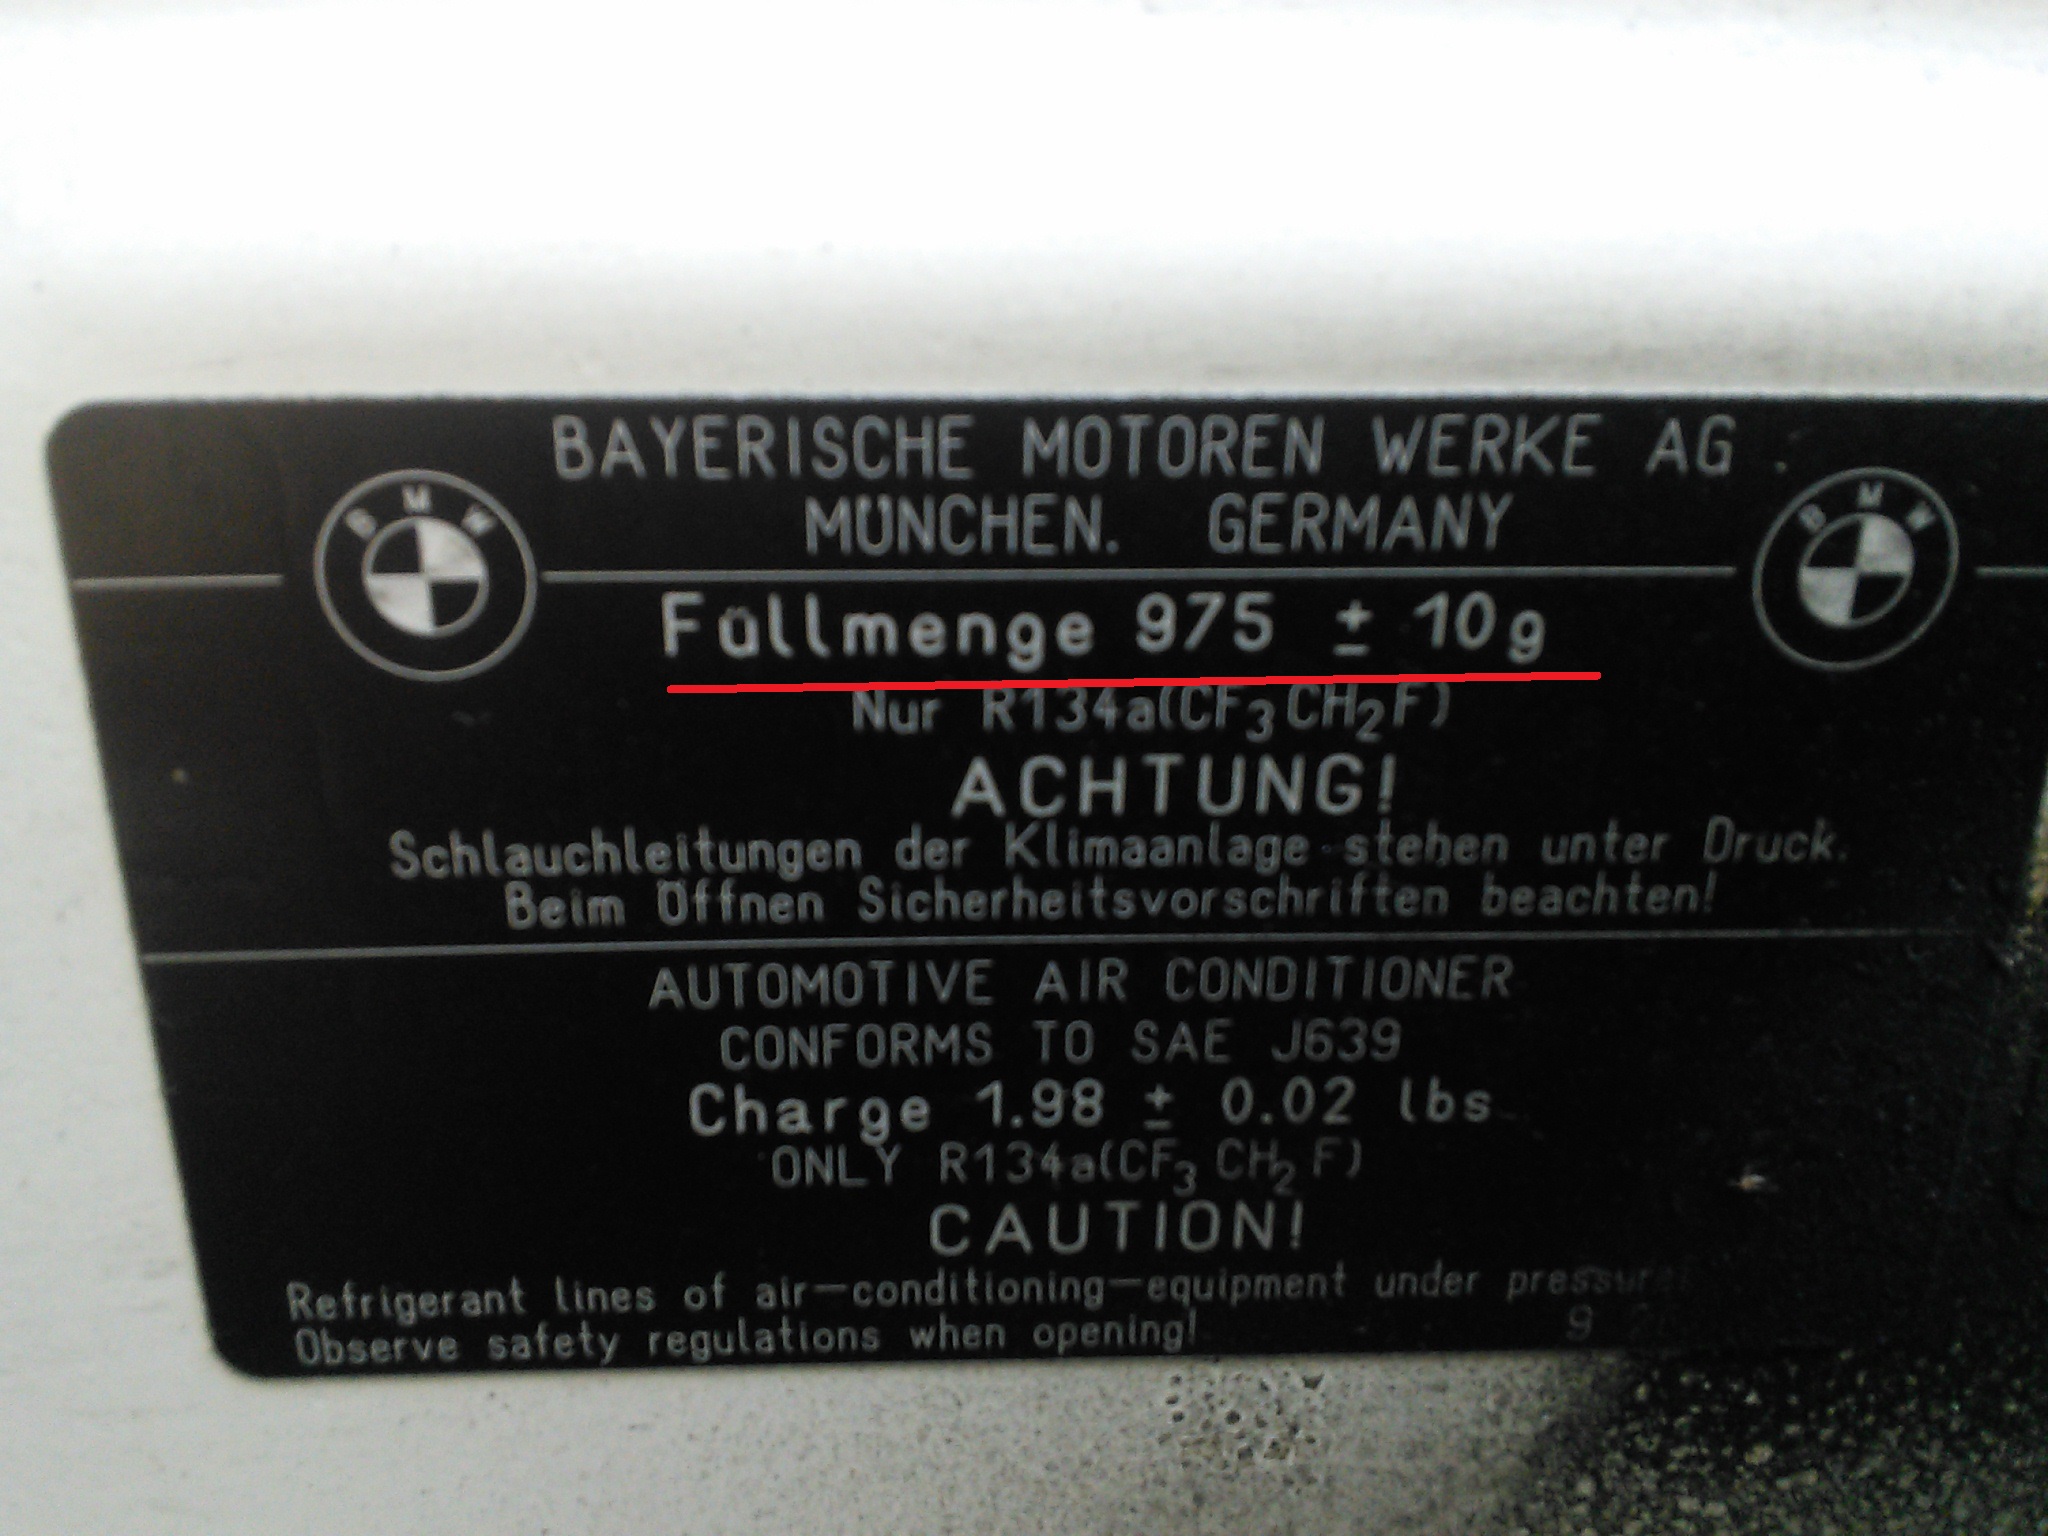 BAYERISCHE MOTOREN WERKE AG
MÜNCHEN. GERMANY
B M W
B M W
Füllmenge 975 ± 10 g
Nur R134a(CF₃CH₂F)
ACHTUNG!
Schlauchleitungen der Klimaanlage stehen unter Druck.
Beim Öffnen Sicherheitsvorschriften beachten!
AUTOMOTIVE AIR CONDITIONER
CONFORMS TO SAE J639
Charge 1.98 ± 0.02 lbs
ONLY R134a(CF₃CH₂F)
CAUTION!
Refrigerant lines of air-conditioning-equipment under pressure
Observe safety regulations when opening!